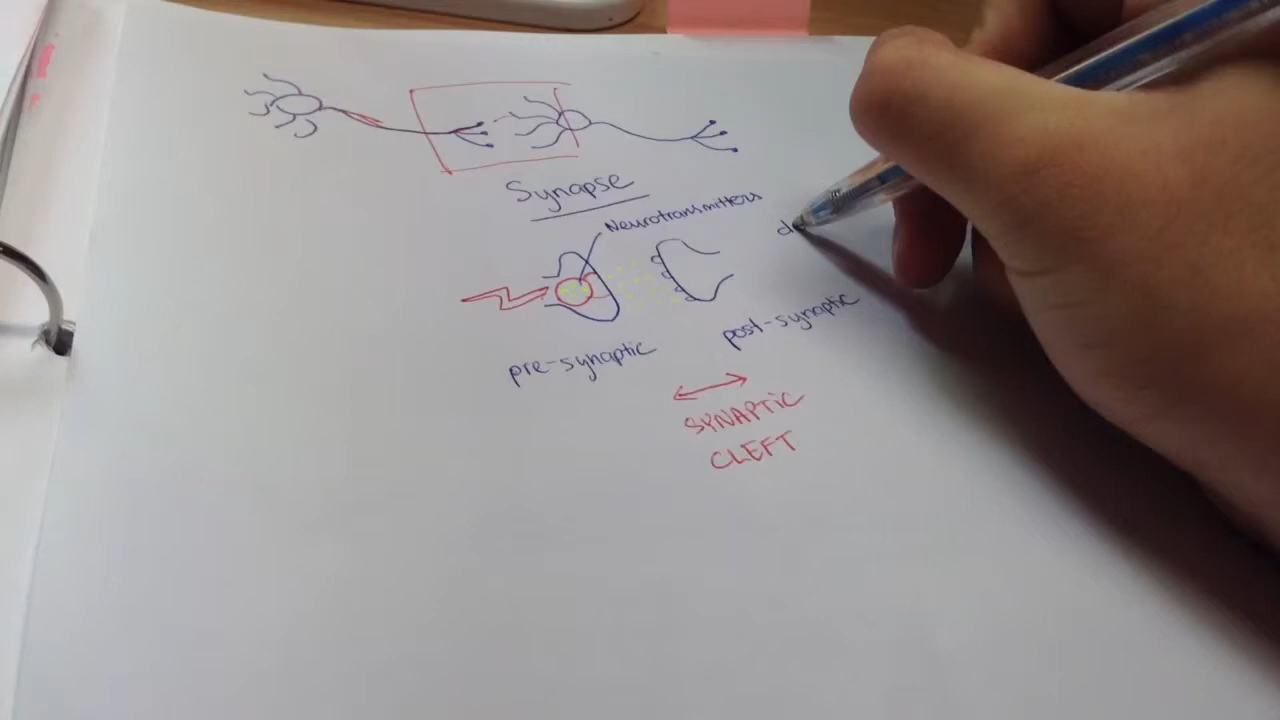 Synapse
Neurotransmitters
d
post-synaptic
pre-synaptic
SYNAPTiC
CLEFT